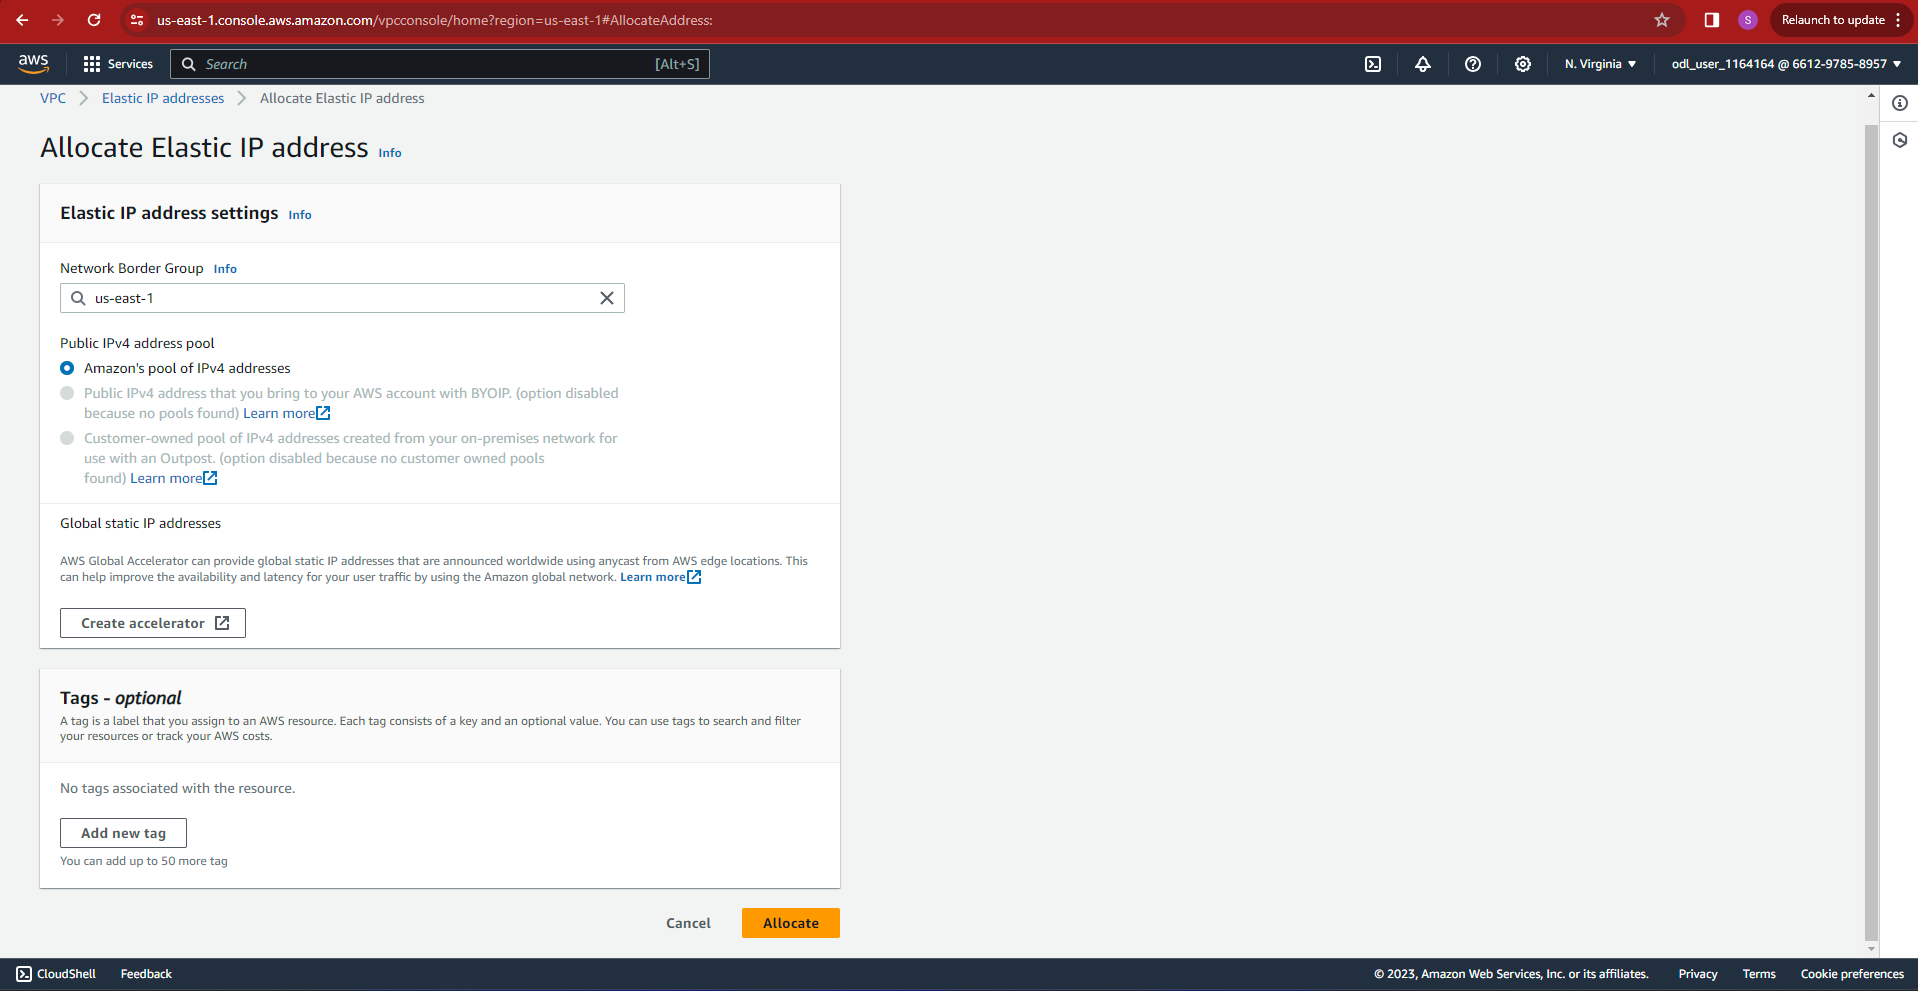 us-east-1.console.aws.amazon.com/vpcconsole/home?region=us-east-1#AllocateAddress:
S
Relaunch to update
aws
Services
Search
[Alt+S]
N. Virginia
odl_user_1164164 @ 6612-9785-8957
VPC
Elastic IP addresses
Allocate Elastic IP address
Allocate Elastic IP address Info
Elastic IP address settings Info
Network Border Group Info
us-east-1
Public IPv4 address pool
Amazon's pool of IPv4 addresses
Public IPv4 address that you bring to your AWS account with BYOIP. (option disabled
because no pools found) Learn more
Customer-owned pool of IPv4 addresses created from your on-premises network for
use with an Outpost. (option disabled because no customer owned pools
found) Learn more
Global static IP addresses
AWS Global Accelerator can provide global static IP addresses that are announced worldwide using anycast from AWS edge locations. This
can help improve the availability and latency for your user traffic by using the Amazon global network. Learn more
Create accelerator
Tags - optional
A tag is a label that you assign to an AWS resource. Each tag consists of a key and an optional value. You can use tags to search and filter
your resources or track your AWS costs.
No tags associated with the resource.
Add new tag
You can add up to 50 more tag
Cancel
Allocate
CloudShell
Feedback
© 2023, Amazon Web Services, Inc. or its affiliates.
Privacy
Terms
Cookie preferences